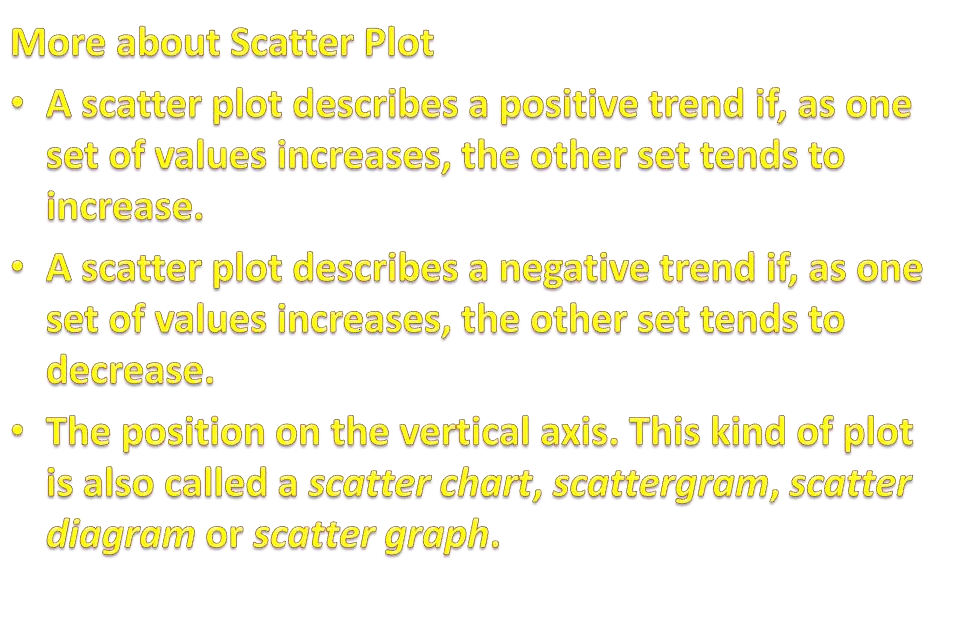 More about Scatter Plot
• A scatter plot describes a positive trend if, as one
set of values increases, the other set tends to
increase.
• A scatter plot describes a negative trend if, as one
set of values increases, the other set tends to
decrease.
• The position on the vertical axis. This kind of plot
is also called a scatter chart, scattergram, scatter
diagram or scatter graph.